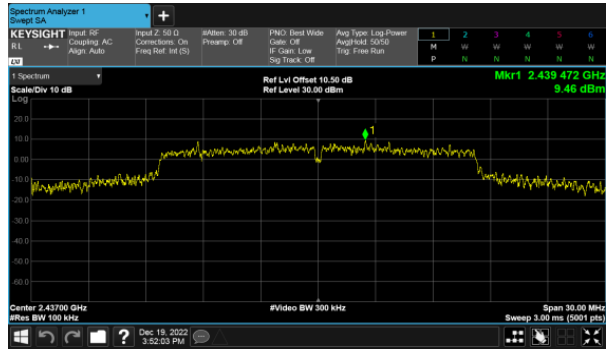 Spectrum Analyzer 1
Swept SA
KEYSIGHT Input: RF
R L
Coupling: AC
Align: Auto
LXI
Input Z: 50 Ω
Corrections: On
Freq Ref: Int (S)
#Atten: 30 dB
Preamp: Off
PNO: Best Wide
Gate: Off
IF Gain: Low
Sig Track: Off
Avg Type: Log-Power
Avg|Hold: 50/50
Trig: Free Run
1 2 3 4 5 6
M W W W W W
P N N N N N
1 Spectrum
Scale/Div 10 dB
Log
Ref Lvl Offset 10.50 dB
Ref Level 30.00 dBm
Mkr1 2.439 472 GHz
9.46 dBm
20.0
10.0
1
0.00
-10.0
-20.0
-30.0
-40.0
-50.0
-60.0
Center 2.43700 GHz
#Res BW 100 kHz
#Video BW 300 kHz
Span 30.00 MHz
Sweep 3.00 ms (5001 pts)
?
Dec 19, 2022
3:52:03 PM